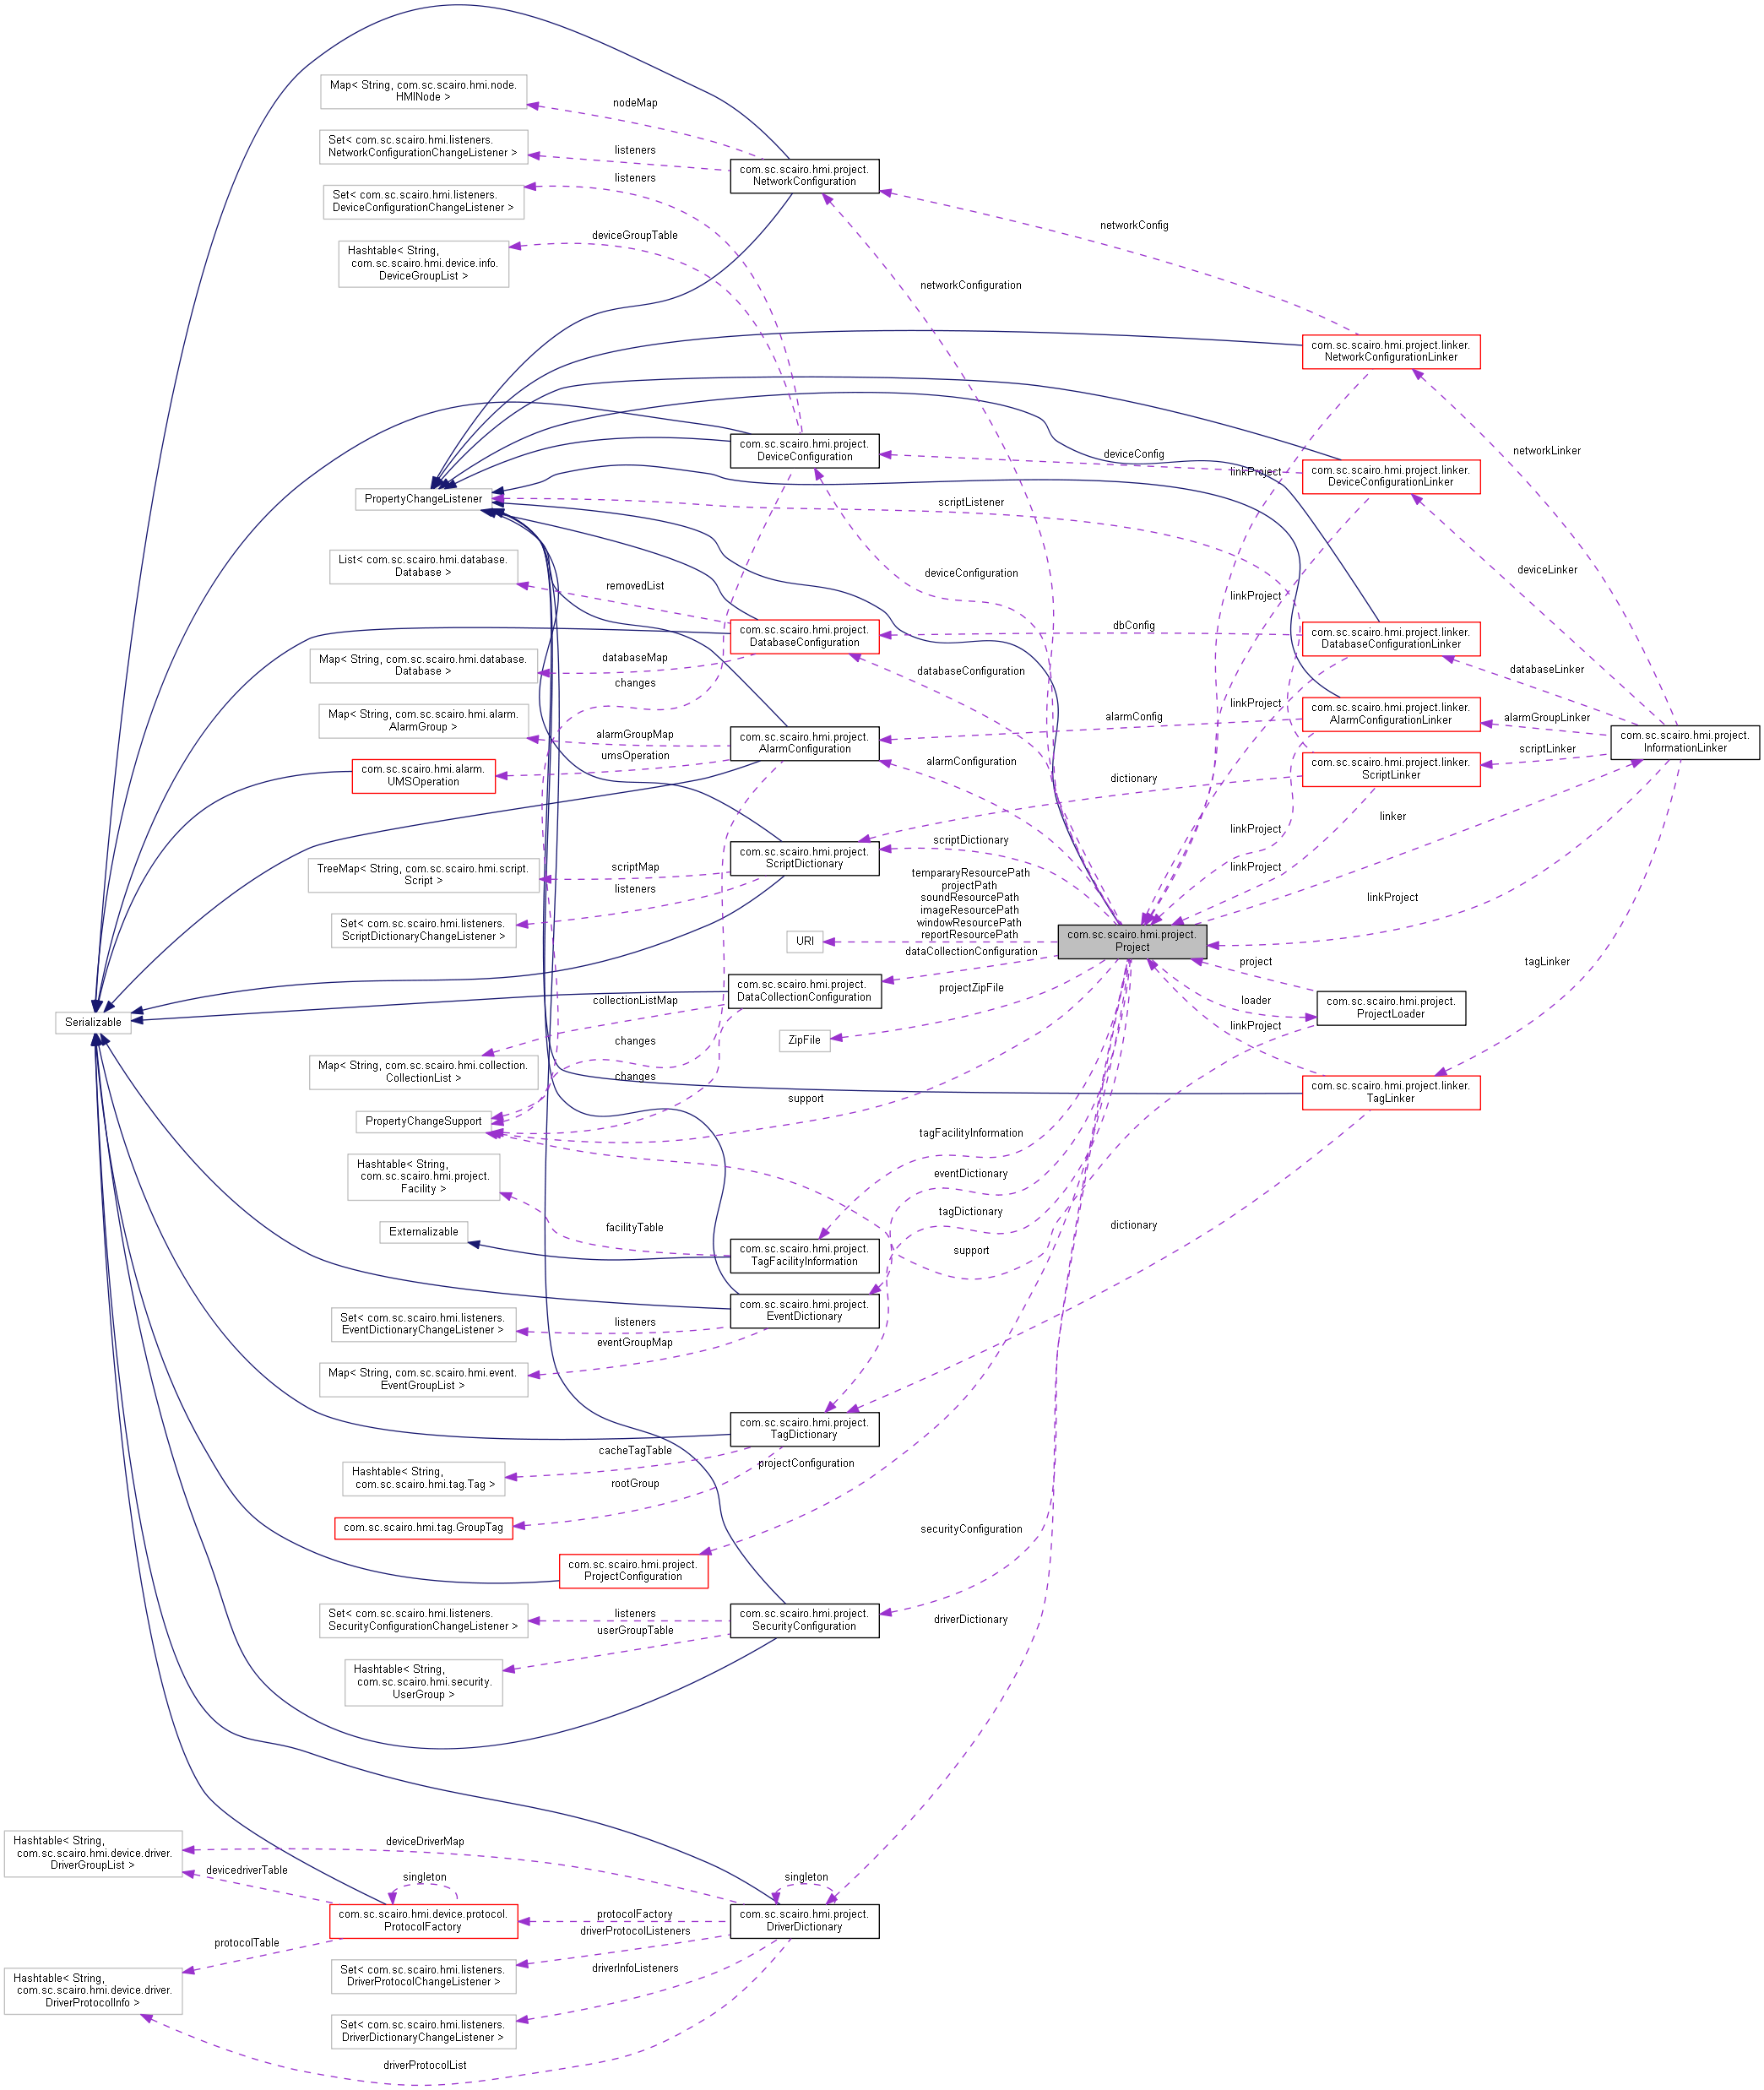 Map< String, com.sc.scairo.hmi.node.
HMINode >
nodeMap
Set< com.sc.scairo.hmi.listeners.
NetworkConfigurationChangeListener >
listeners
com.sc.scairo.hmi.project.
NetworkConfiguration
listeners
Set< com.sc.scairo.hmi.listeners.
DeviceConfigurationChangeListener >
networkConfig
deviceGroupTable
Hashtable< String,
com.sc.scairo.hmi.device.info.
DeviceGroupList >
networkConfiguration
com.sc.scairo.hmi.project.linker.
NetworkConfigurationLinker
com.sc.scairo.hmi.project.
DeviceConfiguration
deviceConfig
networkLinker
linkProject
com.sc.scairo.hmi.project.linker.
DeviceConfigurationLinker
PropertyChangeListener
scriptListener
List< com.sc.scairo.hmi.database.
Database >
removedList
deviceConfiguration
deviceLinker
linkProject
com.sc.scairo.hmi.project.
DatabaseConfiguration
dbConfig
com.sc.scairo.hmi.project.linker.
DatabaseConfigurationLinker
Map< String, com.sc.scairo.hmi.database.
Database >
databaseMap
changes
databaseConfiguration
databaseLinker
linkProject
Map< String, com.sc.scairo.hmi.alarm.
AlarmGroup >
alarmGroupMap
com.sc.scairo.hmi.project.
AlarmConfiguration
alarmConfig
com.sc.scairo.hmi.project.linker.
AlarmConfigurationLinker
alarmGroupLinker
com.sc.scairo.hmi.project.
InformationLinker
com.sc.scairo.hmi.alarm.
UMSOperation
umsOperation
alarmConfiguration
dictionary
com.sc.scairo.hmi.project.linker.
ScriptLinker
scriptLinker
linker
com.sc.scairo.hmi.project.
ScriptDictionary
scriptDictionary
linkProject
TreeMap< String, com.sc.scairo.hmi.script.
Script >
scriptMap
listeners
linkProject
linkProject
Set< com.sc.scairo.hmi.listeners.
ScriptDictionaryChangeListener >
URI
tempararyResourcePath
projectPath
soundResourcePath
imageResourcePath
windowResourcePath
reportResourcePath
com.sc.scairo.hmi.project.
Project
dataCollectionConfiguration
project
tagLinker
com.sc.scairo.hmi.project.
DataCollectionConfiguration
projectZipFile
loader
com.sc.scairo.hmi.project.
ProjectLoader
Serializable
collectionListMap
ZipFile
linkProject
changes
Map< String, com.sc.scairo.hmi.collection.
CollectionList >
changes
com.sc.scairo.hmi.project.linker.
TagLinker
PropertyChangeSupport
support
tagFacilityInformation
Hashtable< String,
com.sc.scairo.hmi.project.
Facility >
eventDictionary
tagDictionary
Externalizable
facilityTable
dictionary
com.sc.scairo.hmi.project.
TagFacilityInformation
support
com.sc.scairo.hmi.project.
EventDictionary
Set< com.sc.scairo.hmi.listeners.
EventDictionaryChangeListener >
listeners
eventGroupMap
Map< String, com.sc.scairo.hmi.event.
EventGroupList >
com.sc.scairo.hmi.project.
TagDictionary
cacheTagTable
projectConfiguration
Hashtable< String,
com.sc.scairo.hmi.tag.Tag >
rootGroup
com.sc.scairo.hmi.tag.GroupTag
securityConfiguration
com.sc.scairo.hmi.project.
ProjectConfiguration
Set< com.sc.scairo.hmi.listeners.
SecurityConfigurationChangeListener >
listeners
com.sc.scairo.hmi.project.
SecurityConfiguration
driverDictionary
userGroupTable
Hashtable< String,
com.sc.scairo.hmi.security.
UserGroup >
Hashtable< String,
com.sc.scairo.hmi.device.driver.
DriverGroupList >
deviceDriverMap
devicedriverTable
singleton
singleton
com.sc.scairo.hmi.device.protocol.
ProtocolFactory
protocolFactory
com.sc.scairo.hmi.project.
DriverDictionary
driverProtocolListeners
protocolTable
Hashtable< String,
com.sc.scairo.hmi.device.driver.
DriverProtocolInfo >
Set< com.sc.scairo.hmi.listeners.
DriverProtocolChangeListener >
driverInfoListeners
Set< com.sc.scairo.hmi.listeners.
DriverDictionaryChangeListener >
driverProtocolList